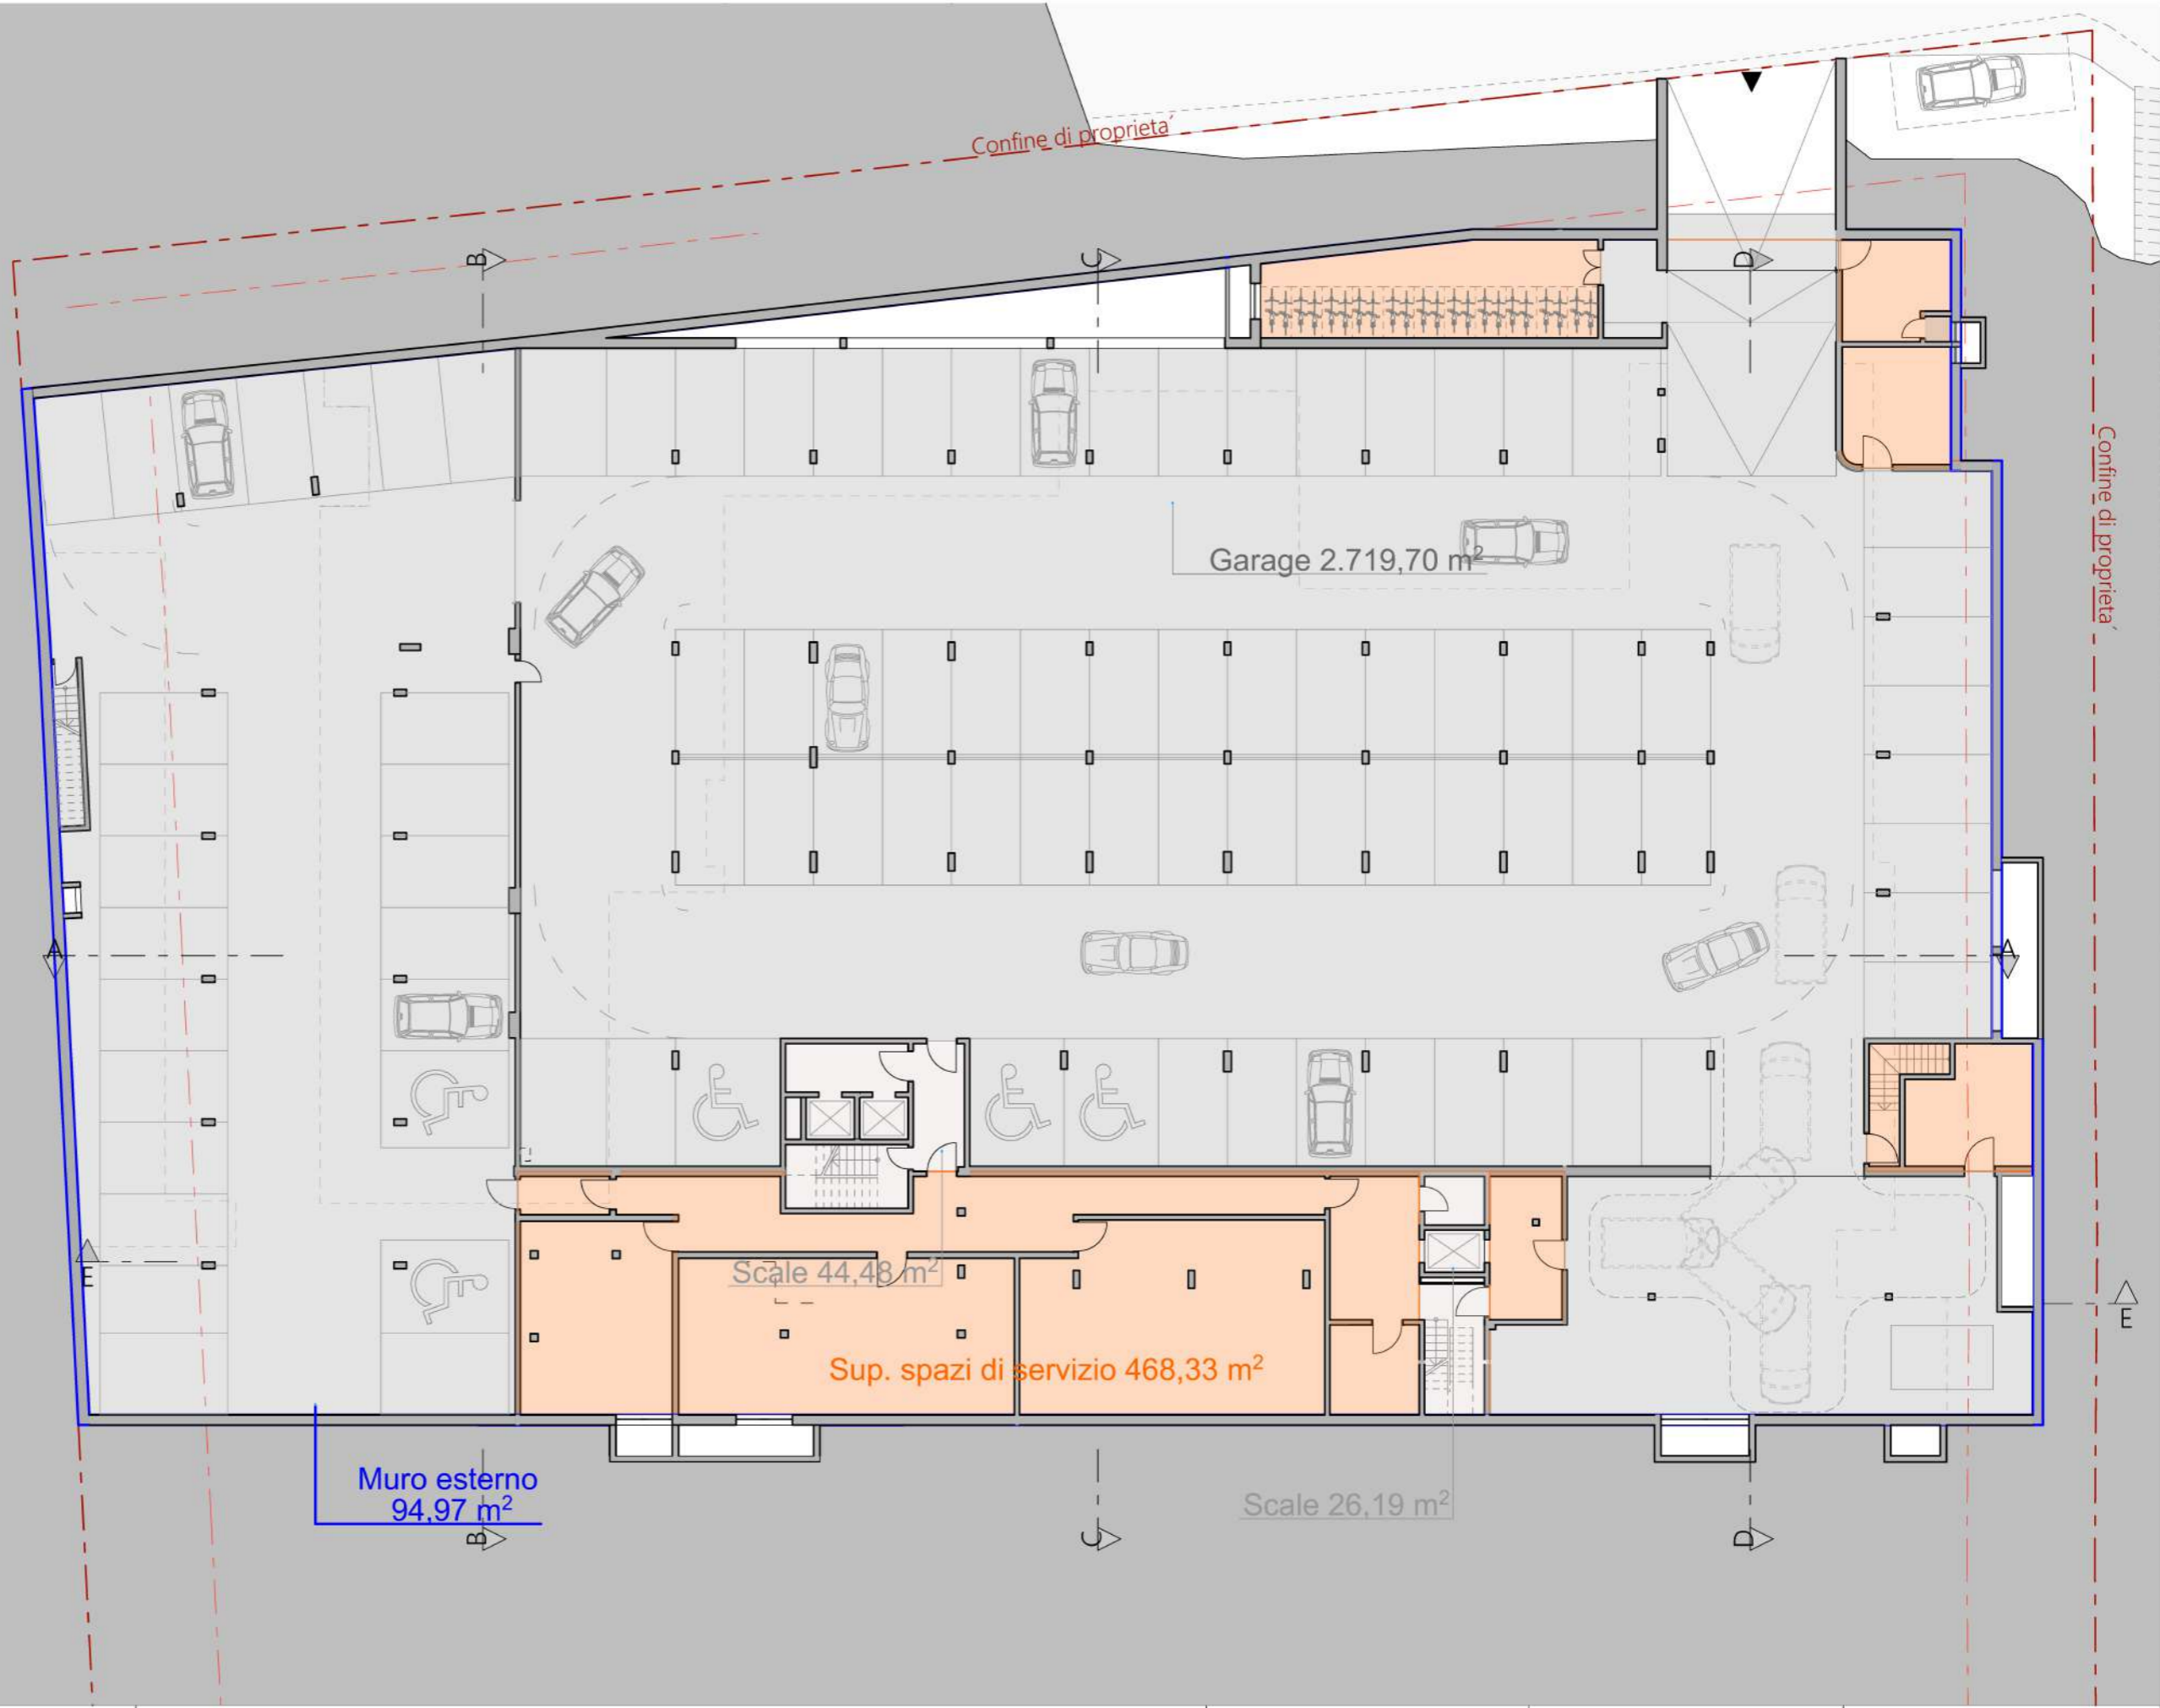 Confine di proprieta´
B
C
D
Garage 2.719,70 m²
Confine di proprieta´
A
A
E
Scale 44,48 m²
E
Sup. spazi di servizio 468,33 m²
Muro esterno
94,97 m²
Scale 26,19 m²
B
C
D